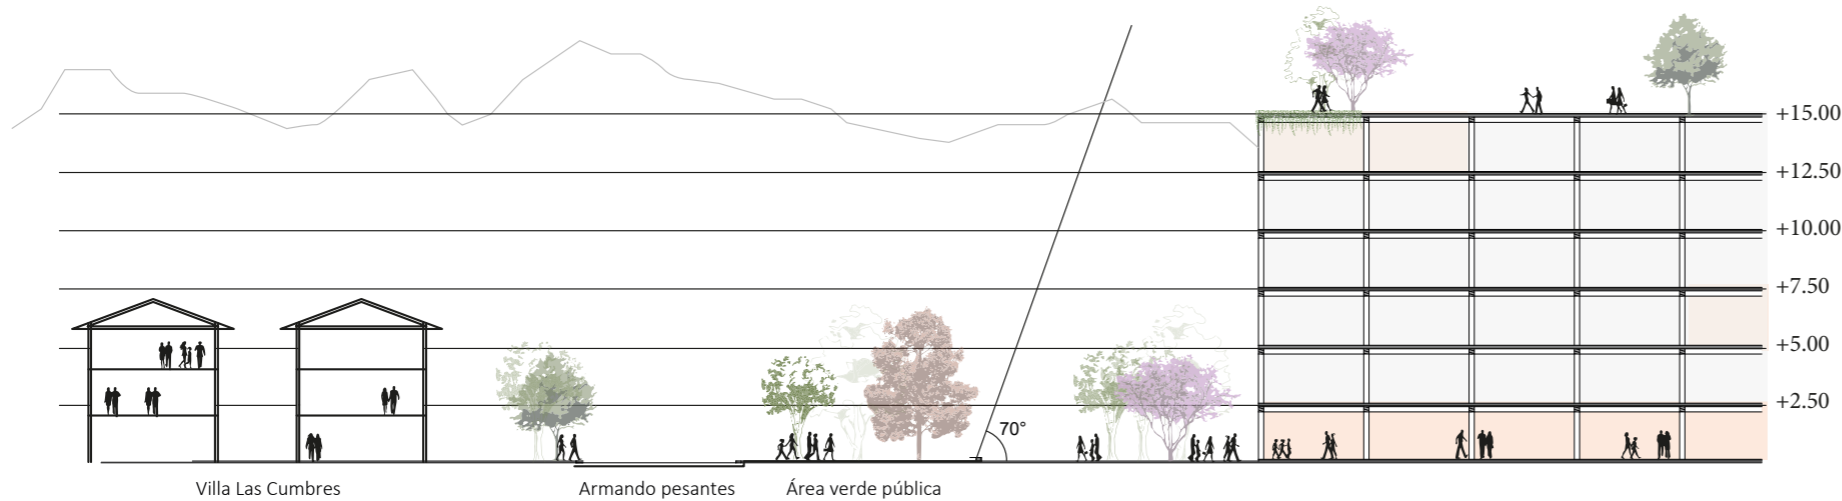 +15.00
+12.50
+10.00
+7.50
+5.00
+2.50
70°
Villa Las Cumbres
Armando pesantes
Área verde pública